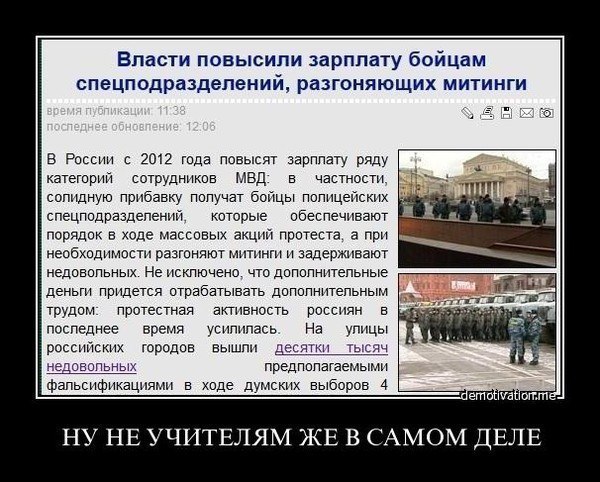 Власти повысили зарплату бойцам
спецподразделений, разгоняющих митинги
время публикации: 11:38
последнее обновление: 12:06
В России с 2012 года повысят зарплату ряду
категорий сотрудников МВД: в частности,
солидную прибавку получат бойцы полицейских
спецподразделений, которые обеспечивают
порядок в ходе массовых акций протеста, а при
необходимости разгоняют митинги и задерживают
недовольных. Не исключено, что дополнительные
деньги придется отрабатывать дополнительным
трудом: протестная активность россиян в
последнее время усилилась. На улицы
российских городов вышли десятки тысяч
недовольных предполагаемыми
фальсификациями в ходе думских выборов 4
demotivation.me
НУ НЕ УЧИТЕЛЯМ ЖЕ В САМОМ ДЕЛЕ